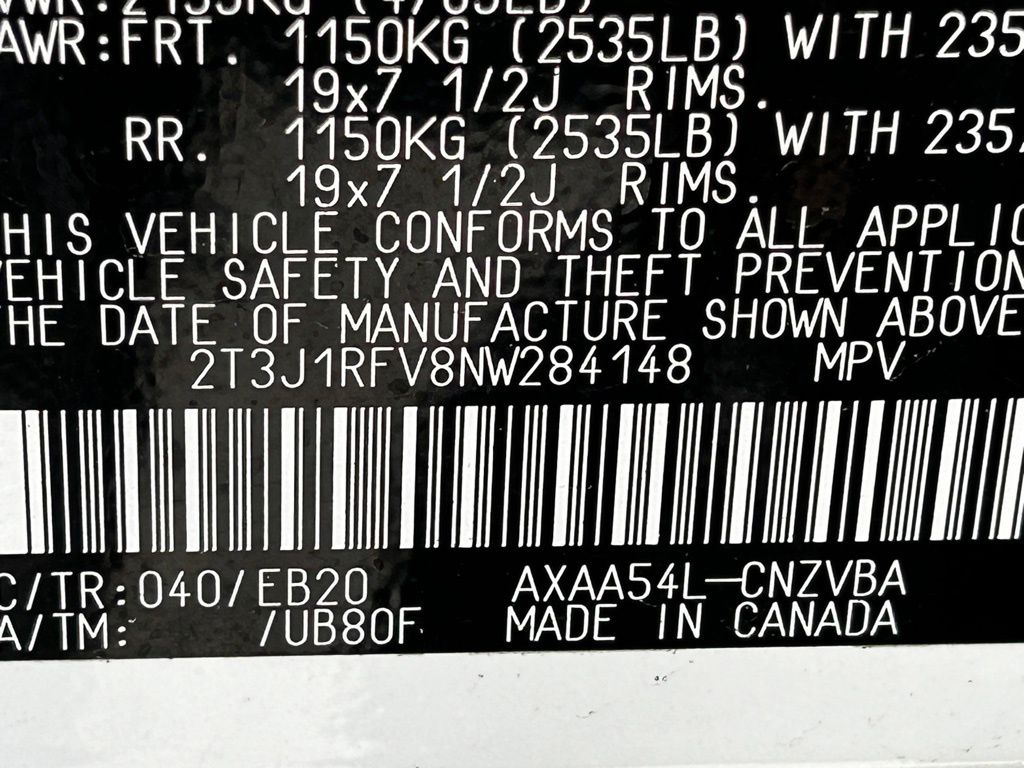 AWR:FRT. 1150KG (2535LB) WITH 235
19x7 1/2J RIMS.
RR. 1150KG (2535LB) WITH 235
19x7 1/2J RIMS.
HIS VEHICLE CONFORMS TO ALL APPLIC
VEHICLE SAFETY AND THEFT PREVENTION
HE DATE OF MANUFACTURE SHOWN ABOVE
2T3J1RFV8NW284148 MPV
C/TR:040/EB20 AXAA54L-CNZVBA
A/TM: /UB80F MADE IN CANADA